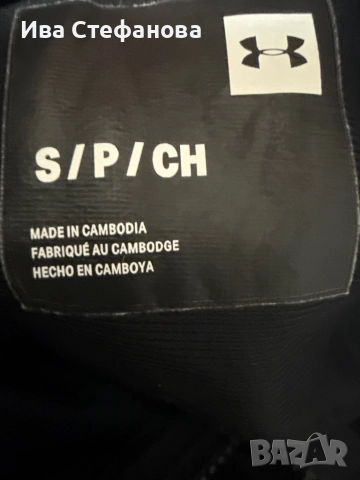 Ива Стефанова
S/P/CH
MADE IN CAMBODIA
FABRIQUÉ AU CAMBODGE
HECHO EN CAMBOYA
BAZAR